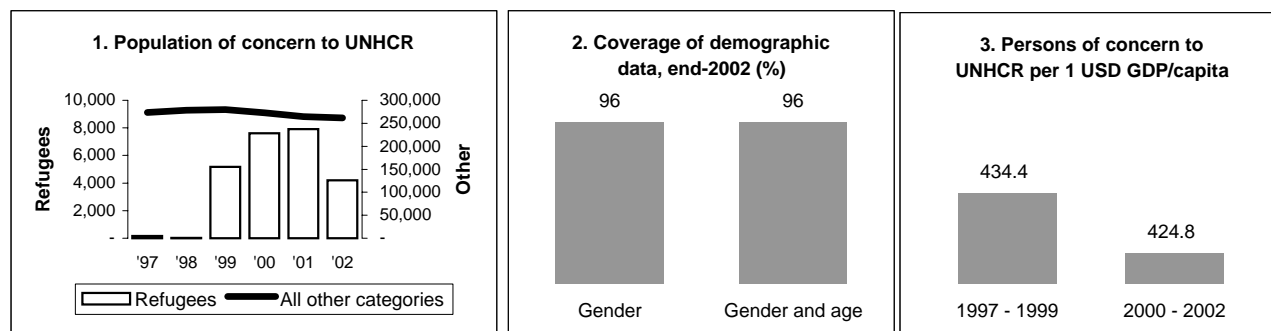 1. Population of concern to UNHCR
10,000
8,000
6,000
4,000
2,000
-
Refugees
300,000
250,000
200,000
150,000
100,000
50,000
-
Other
'97 '98 '99 '00 '01 '02
Refugees All other categories
2. Coverage of demographic
data, end-2002 (%)
96 96
Gender Gender and age
3. Persons of concern to
UNHCR per 1 USD GDP/capita
434.4
424.8
1997 - 1999 2000 - 2002